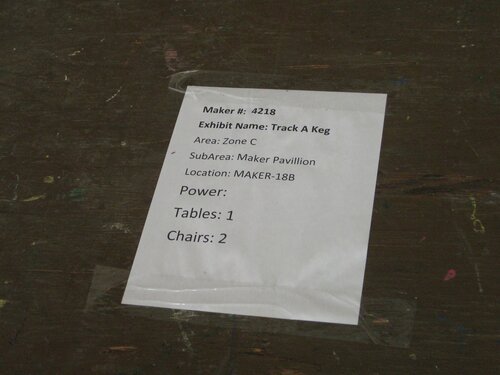 Maker #: 4218
Exhibit Name: Track A Keg
Area: Zone C
SubArea: Maker Pavillion
Location: MAKER-18B
Power:
Tables: 1
Chairs: 2